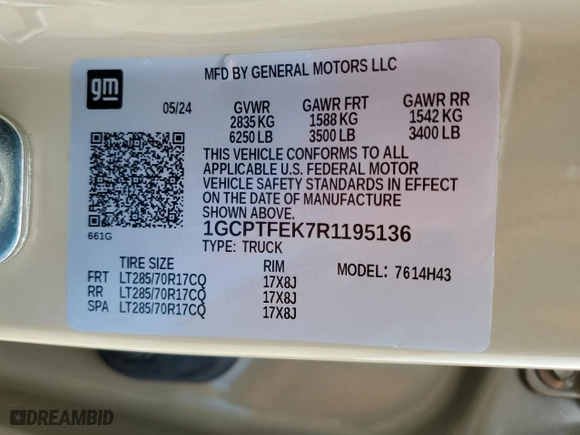 gm
MFD BY GENERAL MOTORS LLC
05/24 GVWR GAWR FRT GAWR RR
2835 KG 1588 KG 1542 KG
6250 LB 3500 LB 3400 LB
THIS VEHICLE CONFORMS TO ALL
APPLICABLE U.S. FEDERAL MOTOR
VEHICLE SAFETY STANDARDS IN EFFECT
ON THE DATE OF MANUFACTURE
SHOWN ABOVE.
661G
1GCPTFEK7R1195136
TYPE: TRUCK
TIRE SIZE RIM MODEL: 7614H43
FRT LT285/70R17CQ 17X8J
RR LT285/70R17CQ 17X8J
SPA LT285/70R17CQ 17X8J
DREAMBID